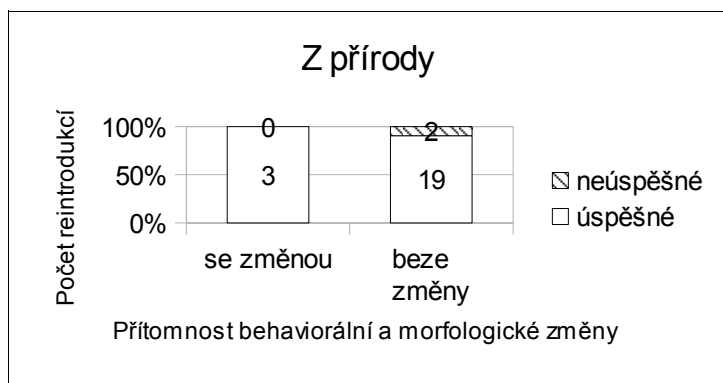 Z přírody
Počet reintrodukcí
100%
50%
0%
0
3
2
19
se změnou
beze
změny
neúspěšné
úspěšné
Přítomnost behaviorální a morfologické změny